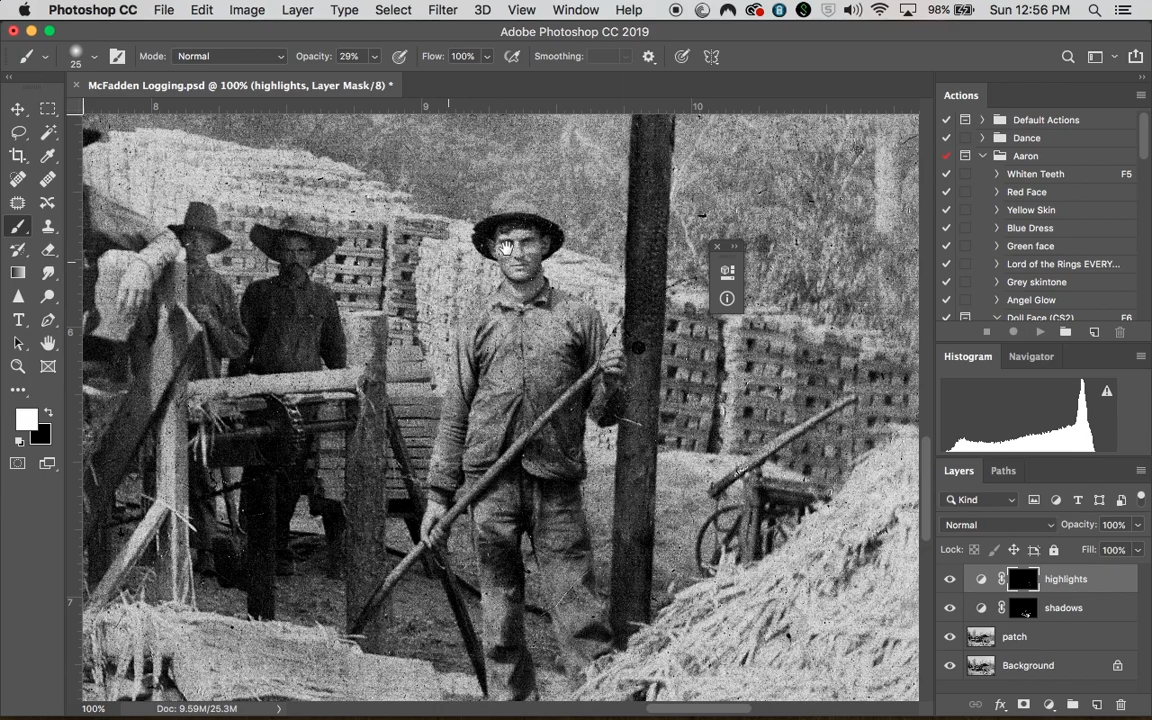 Photoshop CC File Edit Image Layer Type Select Filter 3D View Window Help 98% Sun 12:56 PM
Adobe Photoshop CC 2019
25 Mode: Normal Opacity: 29% Flow: 100% Smoothing:
McFadden Logging.psd @ 100% (highlights, Layer Mask/8) *
8 9 10
6
7
Actions
Default Actions
Dance
Aaron
Whiten Teeth F5
Red Face
Yellow Skin
Blue Dress
Green face
Lord of the Rings EVERY...
Grey skintone
Angel Glow
Doll Face (CS2) F6
Histogram Navigator
Layers Paths
Kind
Normal Opacity: 100%
Lock: Fill: 100%
highlights
shadows
patch
Background
100% Doc: 9.59M/25.3M
fx